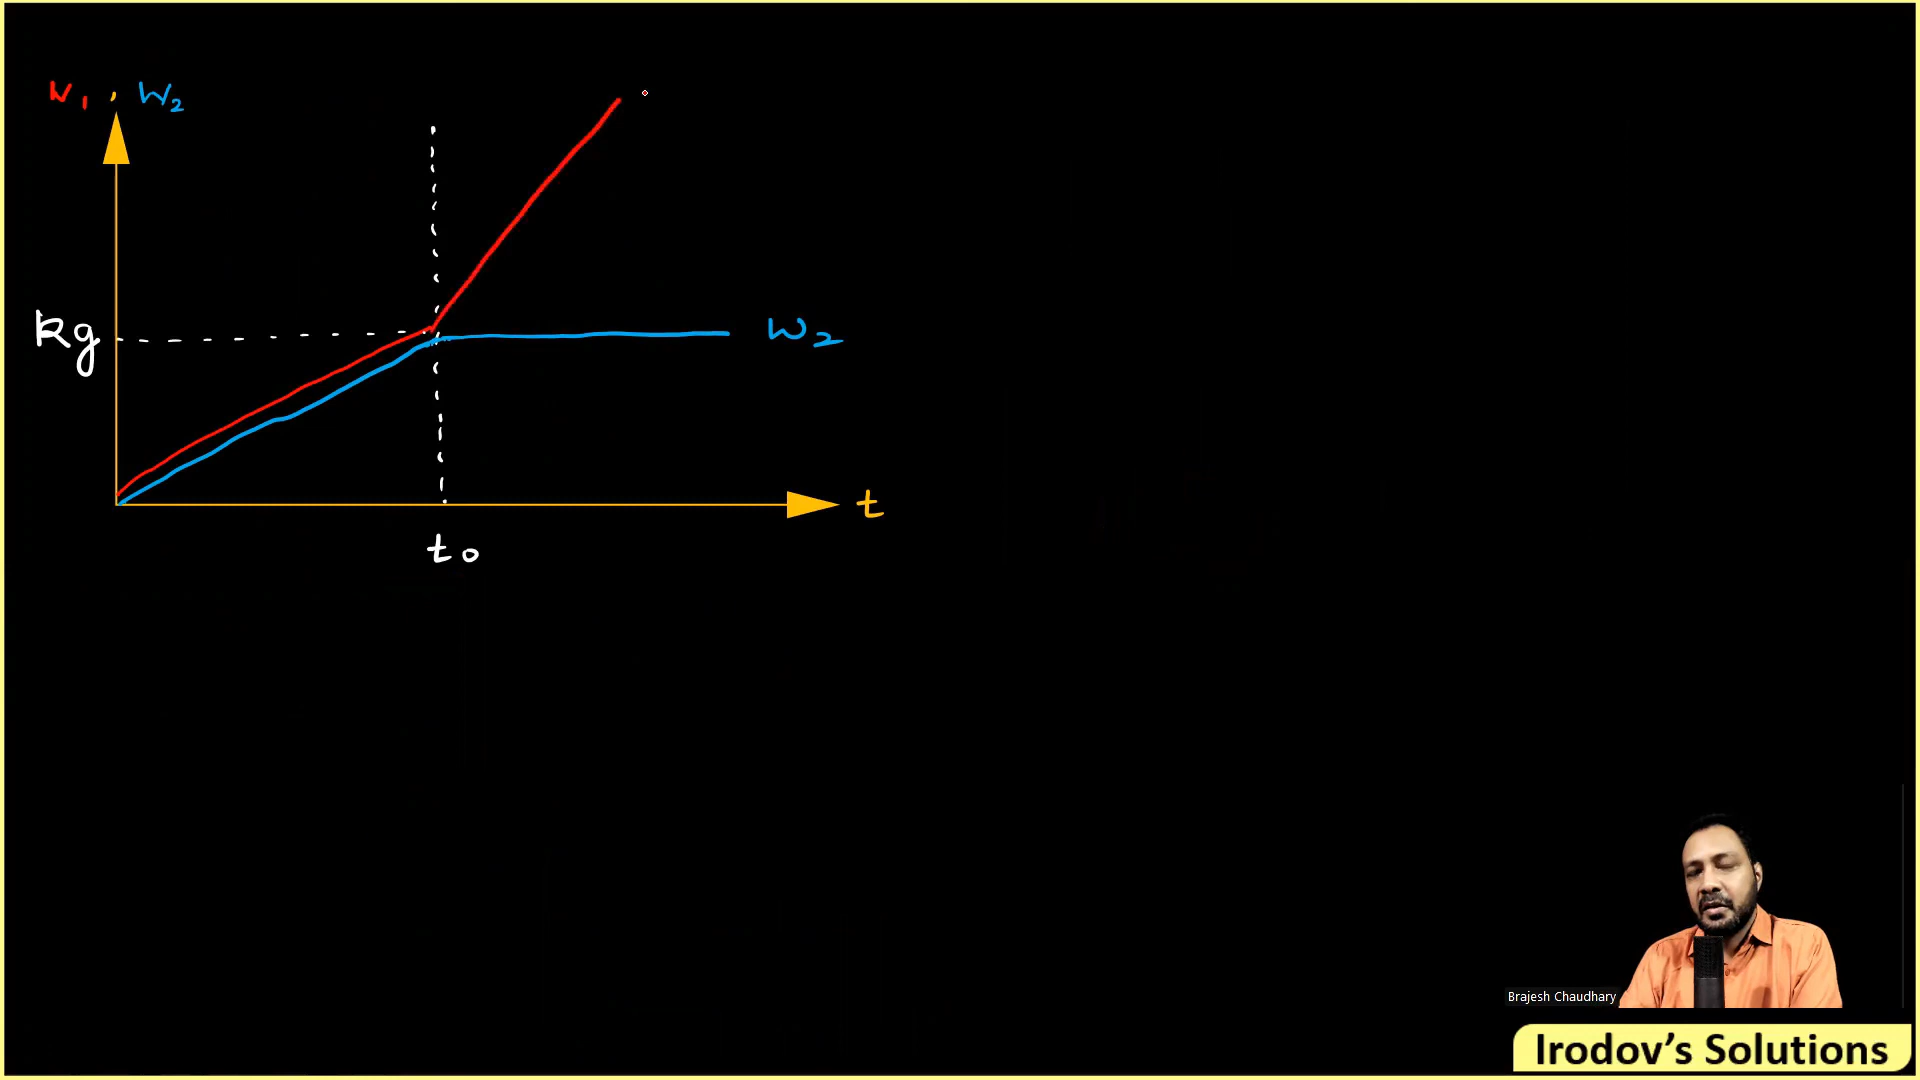 W₁ , W₂
kg
W₂
t
t₀
Brajesh Chaudhary
Irodov's Solutions